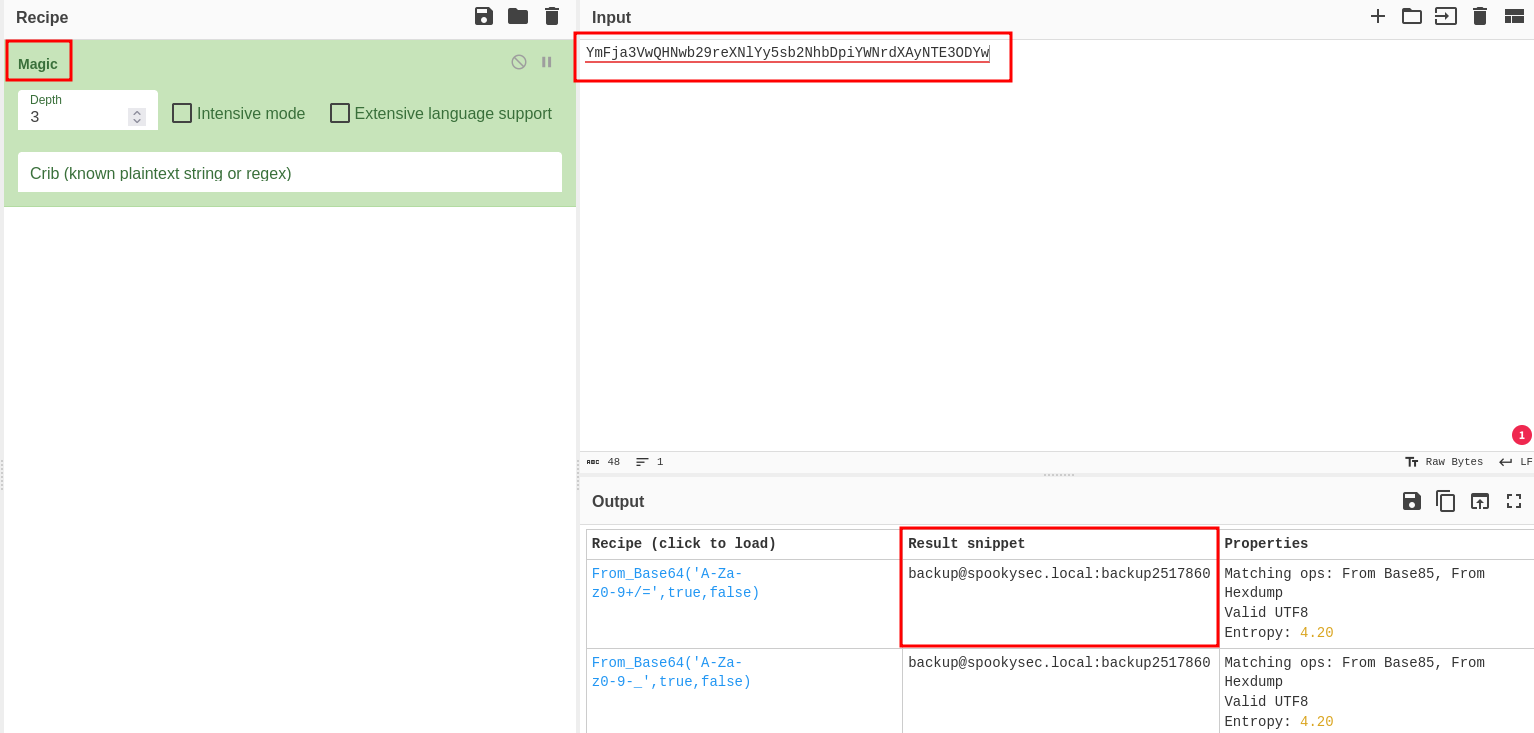 Recipe
Magic
Depth
3
Intensive mode
Extensive language support
Crib (known plaintext string or regex)
Input
YmFja3VwQHNwb29reXNlYy5sb2NhbDpiYWNrdXAyNTE3ODYw
1
ABC 48 1
Raw Bytes LF
Output
Recipe (click to load) Result snippet Properties
From_Base64('A-Za- backup@spookysec.local:backup2517860 Matching ops: From Base85, From
z0-9+/=',true,false) Hexdump
Valid UTF8
Entropy: 4.20
From_Base64('A-Za- backup@spookysec.local:backup2517860 Matching ops: From Base85, From
z0-9-_',true,false) Hexdump
Valid UTF8
Entropy: 4.20